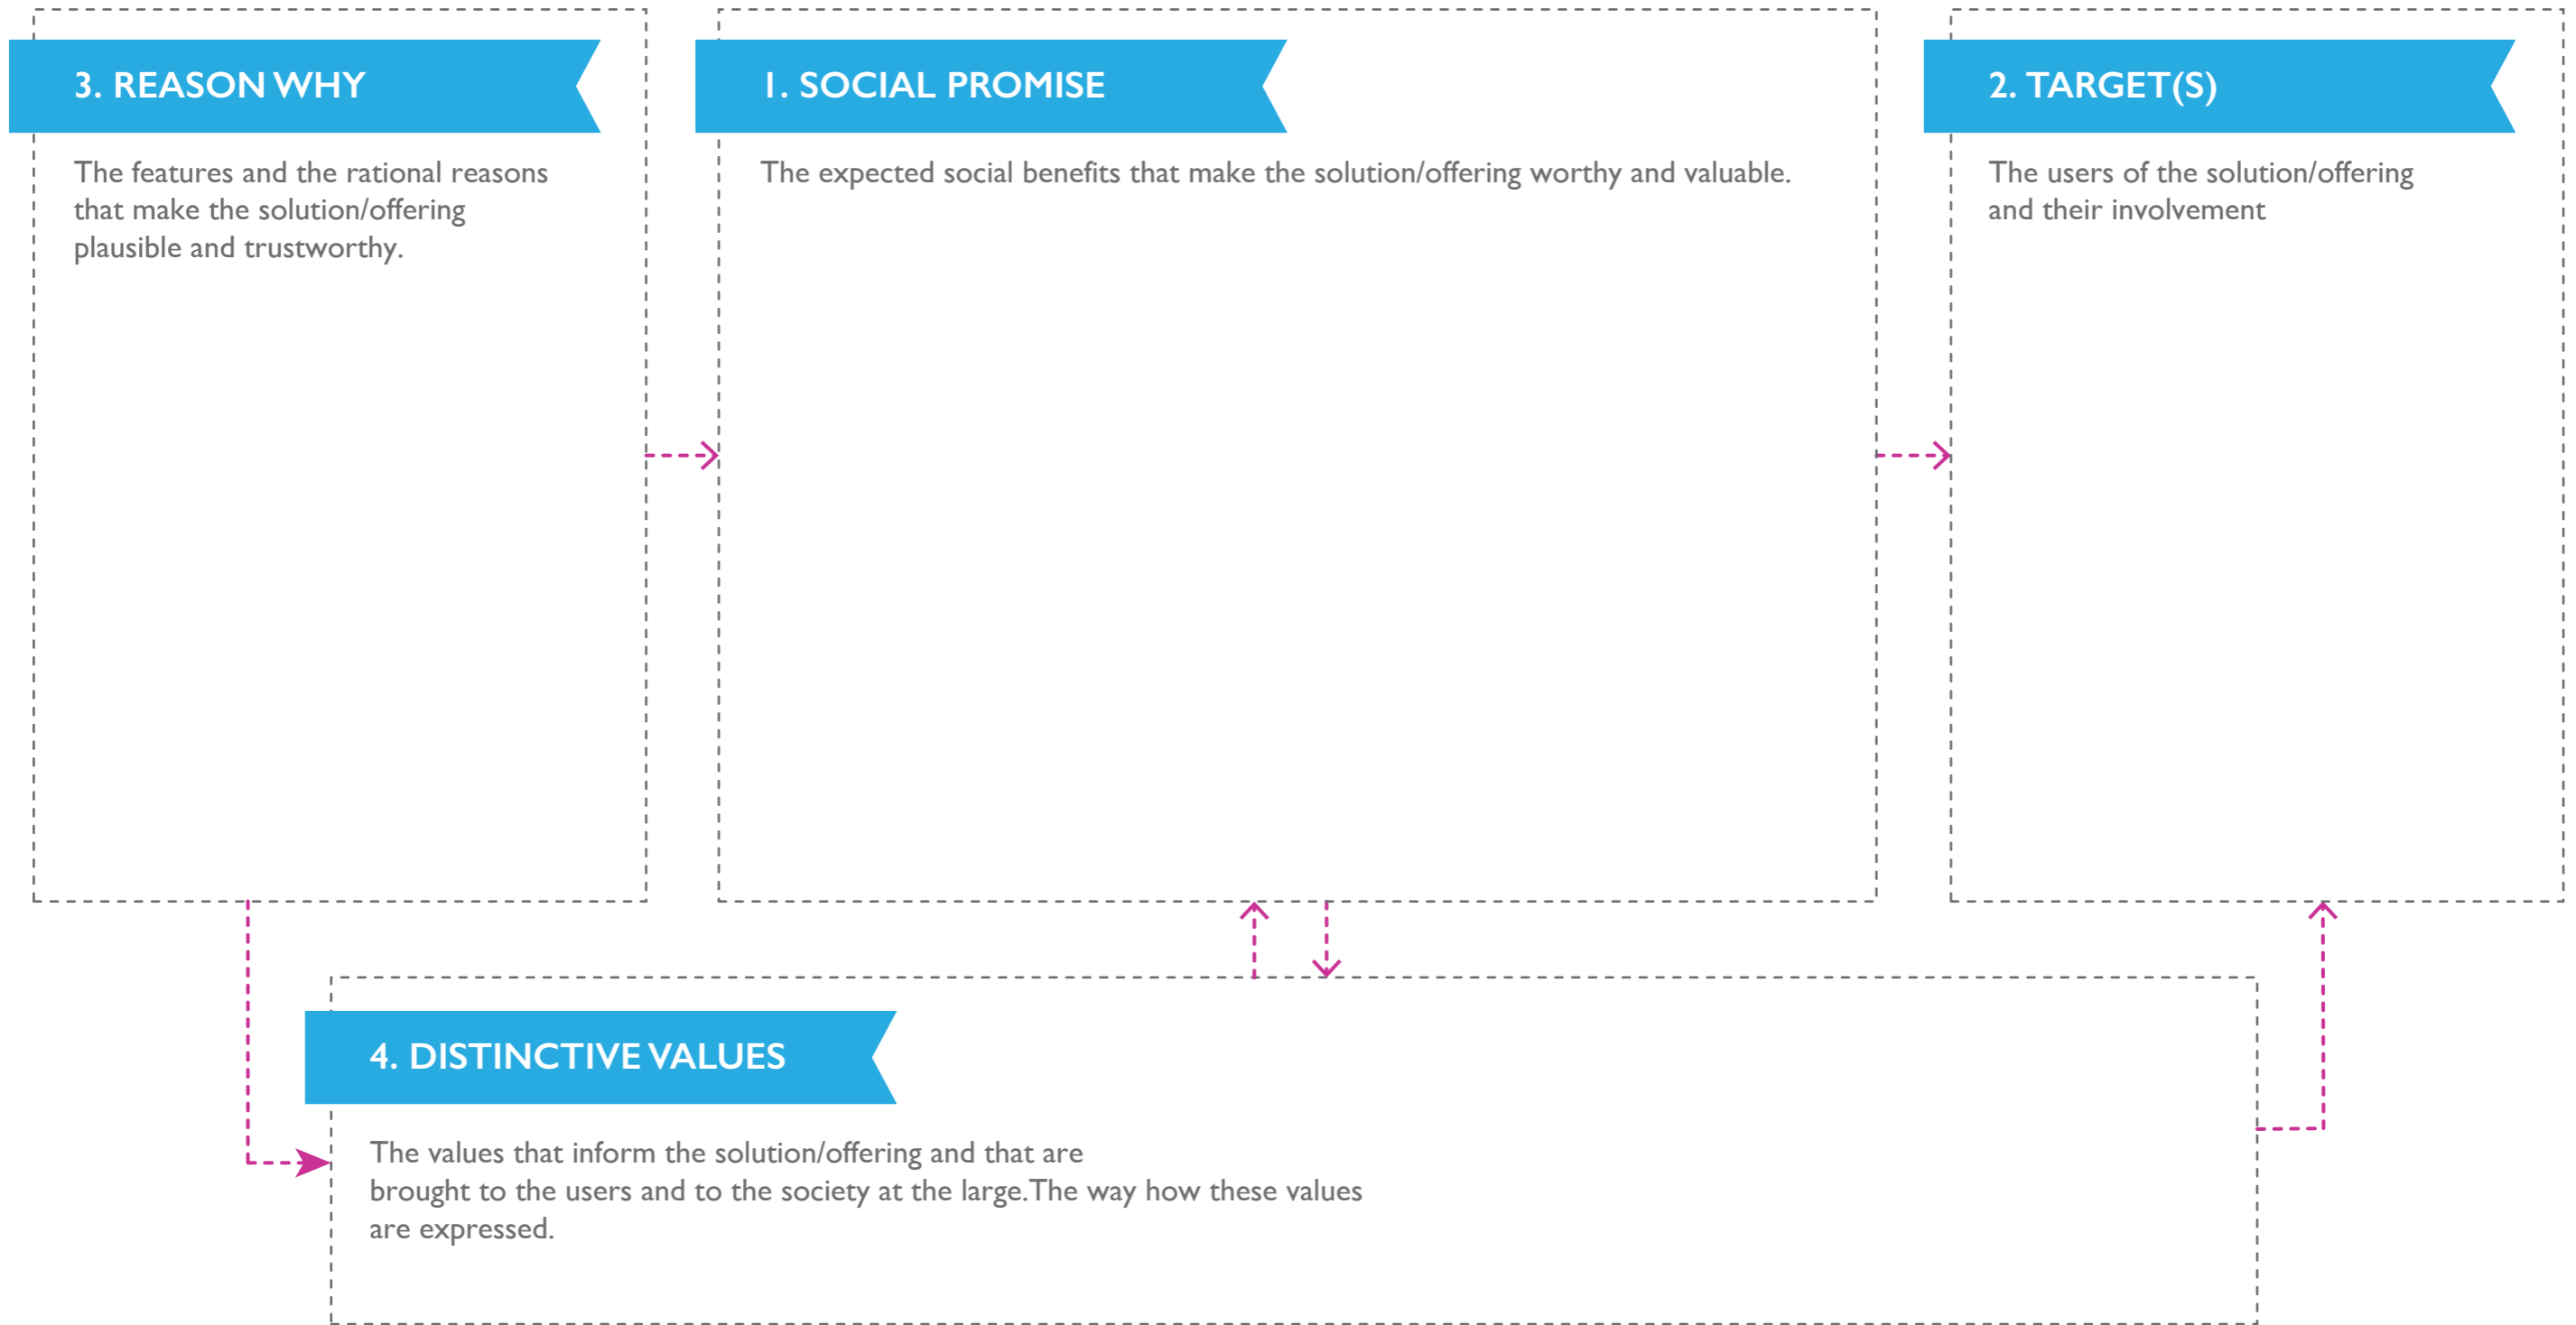 3. REASON WHY
The features and the rational reasons
that make the solution/offering
plausible and trustworthy.
1. SOCIAL PROMISE
The expected social benefits that make the solution/offering worthy and valuable.
2. TARGET(S)
The users of the solution/offering
and their involvement
4. DISTINCTIVE VALUES
The values that inform the solution/offering and that are
brought to the users and to the society at the large.The way how these values
are expressed.